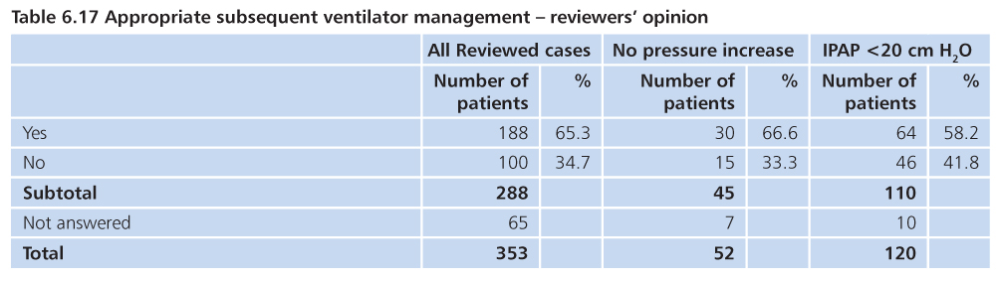 Table 6.17 Appropriate subsequent ventilator management – reviewers’ opinion
All Reviewed cases No pressure increase IPAP <20 cm H₂O
Number of patients % Number of patients % Number of patients %
Yes 188 65.3 30 66.6 64 58.2
No 100 34.7 15 33.3 46 41.8
Subtotal 288 45 110
Not answered 65 7 10
Total 353 52 120